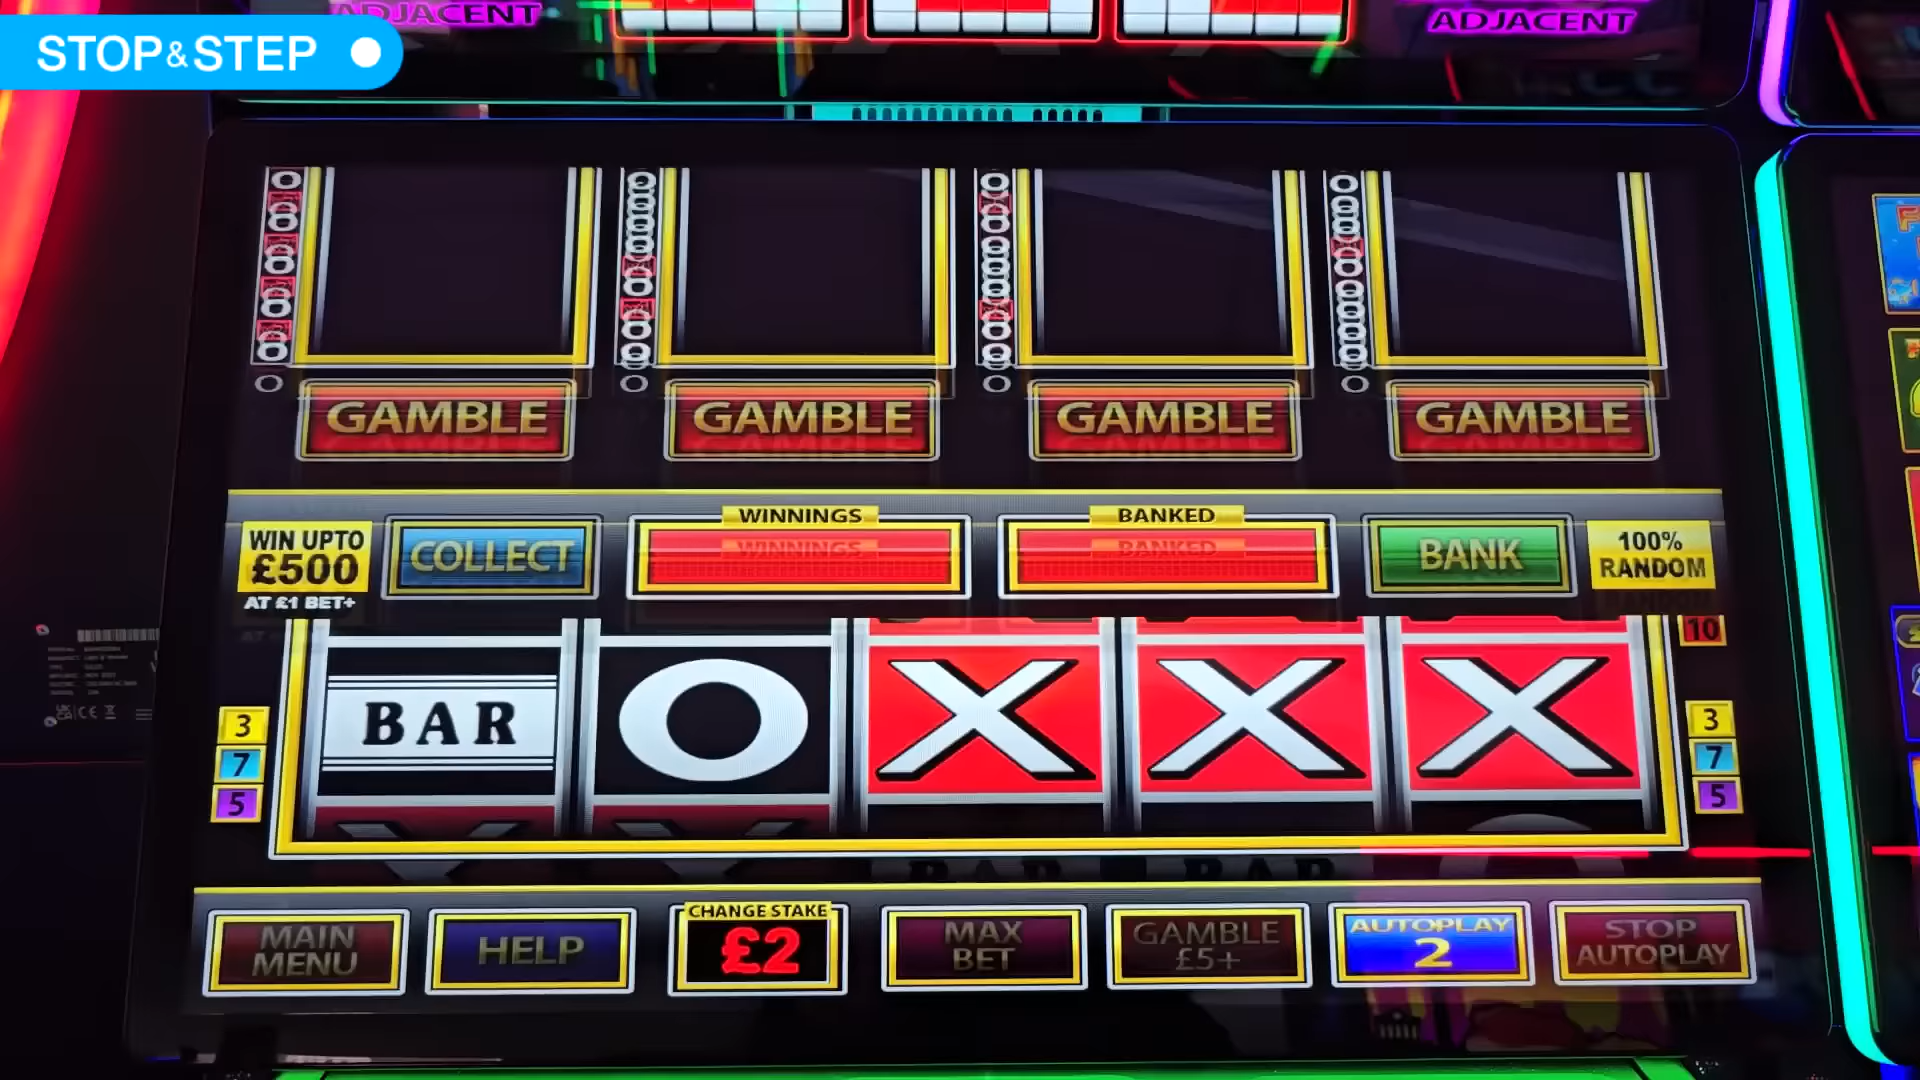 ADJACENT
ADJACENT
STOP&STEP
GAMBLE
GAMBLE
GAMBLE
GAMBLE
WIN UPTO
£500
AT £1 BET+
COLLECT
WINNINGS
BANKED
BANK
100%
RANDOM
10
BAR
O
X
X
X
3
7
5
3
7
5
MAIN
MENU
HELP
CHANGE STAKE
£2
MAX
BET
GAMBLE
£5+
AUTOPLAY
2
STOP
AUTOPLAY